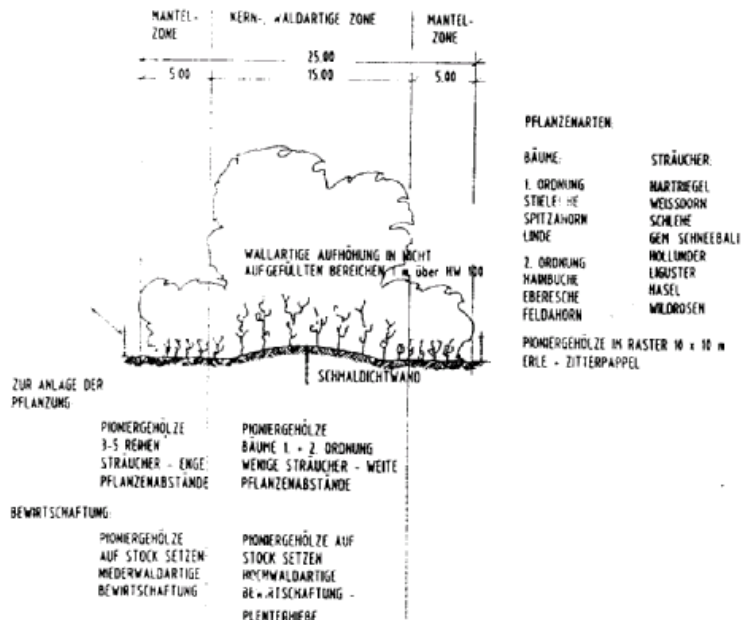 MANTEL-
ZONE
KERN-, WALDARTIGE ZONE
MANTEL-
ZONE
25.00
5.00 15.00 5.00
WALLARTIGE AUFHÖHUNG IN NICHT
AUFGEFÜLLTEN BEREICHEN 1 m über HW 100
SCHMALDICHTWAND
PFLANZENARTEN:
BÄUME:
1. ORDNUNG
STIELEICHE
SPITZAHORN
LINDE
2. ORDNUNG
HAINBUCHE
EBERESCHE
FELDAHORN
STRÄUCHER:
HARTRIEGEL
WEISSDORN
SCHLEHE
GEM SCHNEEBALL
HOLLUNDER
LIGUSTER
HASEL
WILDROSEN
PIONIERGEHÖLZE IM RASTER 10 x 10 m
ERLE + ZITTERPAPPEL
ZUR ANLAGE DER
PFLANZUNG:
PIONIERGEHÖLZE
3-5 REIHEN
STRÄUCHER - ENGE
PFLANZENABSTÄNDE
PIONIERGEHÖLZE
BÄUME 1. + 2. ORDNUNG
WENIGE STRÄUCHER - WEITE
PFLANZENABSTÄNDE
BEWIRTSCHAFTUNG:
PIONIERGEHÖLZE
AUF STOCK SETZEN
NIEDERWALDARTIGE
BEWIRTSCHAFTUNG
PIONIERGEHÖLZE AUF
STOCK SETZEN
HOCHWALDARTIGE
BEWIRTSCHAFTUNG -
PLENTERHIEBE